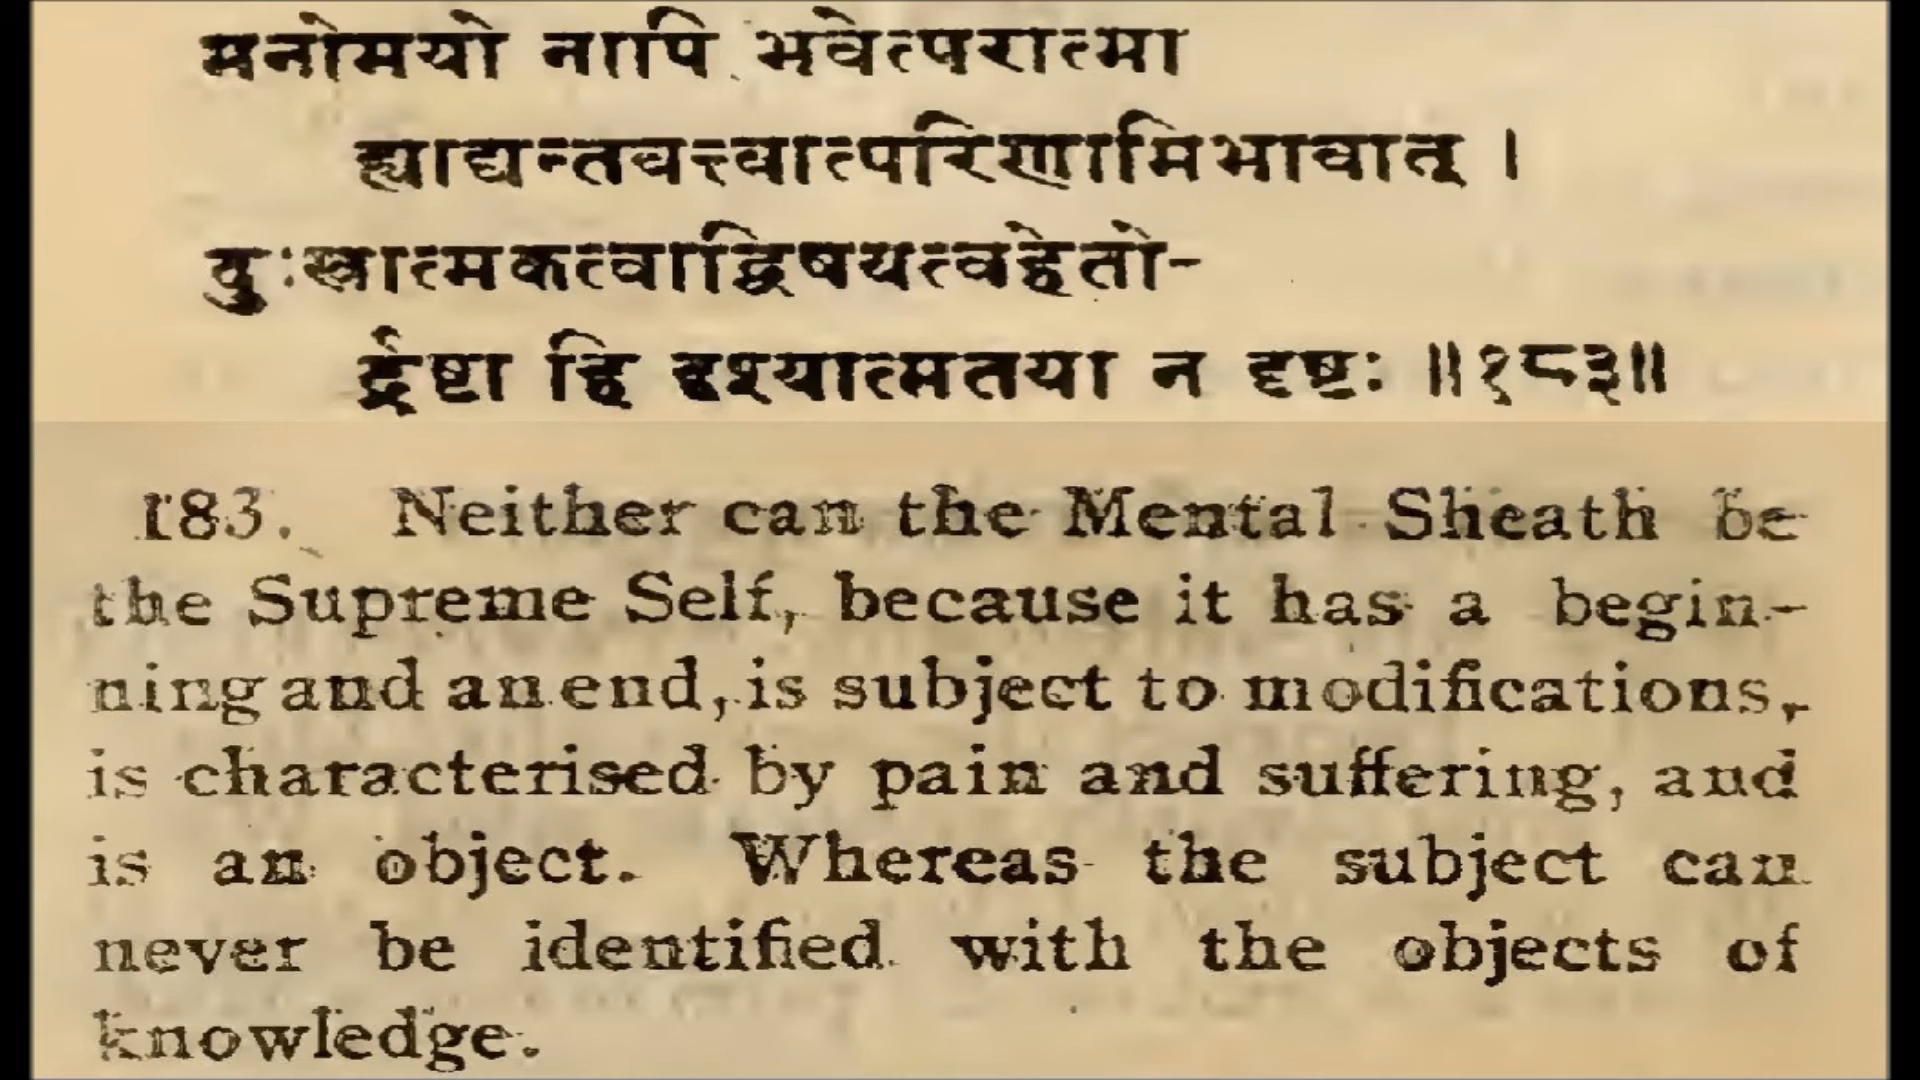 मनोमयो नापि भवेत्परात्मा
ह्याद्यन्तवत्त्वात्परिणामिभावात् ।
दुःखात्मकत्वाद्विषयत्वहेतो-
र्द्रष्टा हि दृश्यात्मतया न दृष्टः ॥१८३॥
183. Neither can the Mental Sheath be
the Supreme Self, because it has a begin-
ning and an end, is subject to modifications,
is characterised by pain and suffering, and
is an object. Whereas the subject can
never be identified with the objects of
knowledge.